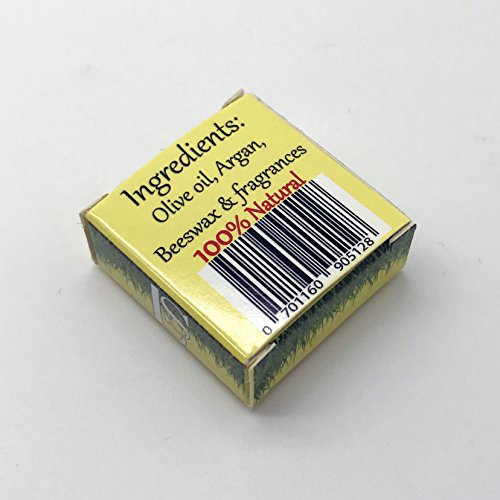 Ingredients:
Olive oil, Argan,
Beeswax & fragrances
100% Natural
0 701160 905128